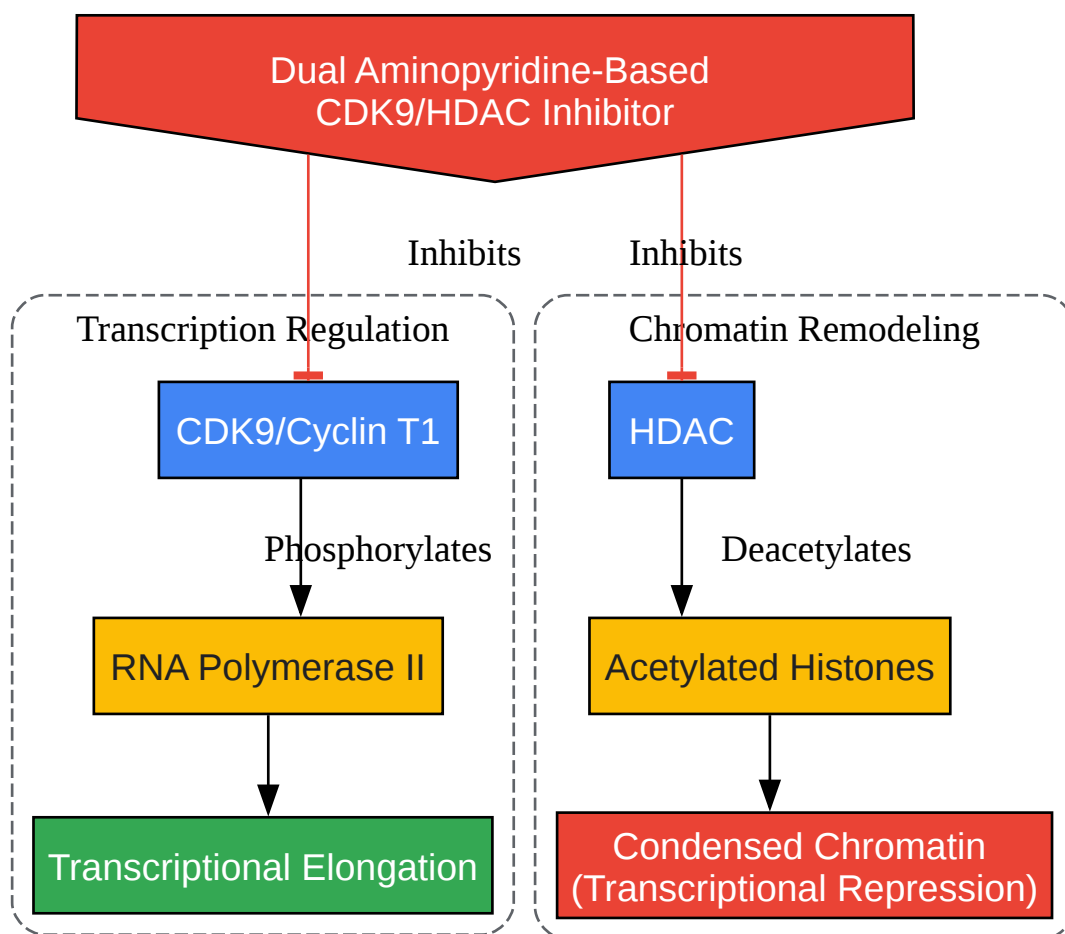 Dual Aminopyridine-Based
CDK9/HDAC Inhibitor
Inhibits
Inhibits
Transcription Regulation
Chromatin Remodeling
CDK9/Cyclin T1
HDAC
Phosphorylates
Deacetylates
RNA Polymerase II
Acetylated Histones
Transcriptional Elongation
Condensed Chromatin
(Transcriptional Repression)